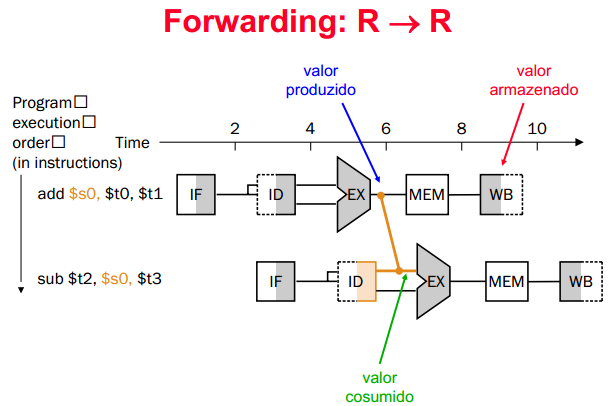 Forwarding: R → R
valor
produzido
valor
armazenado
Program□
execution□
order□
(in instructions)
Time
2 4 6 8 10
add $s0, $t0, $t1
IF ID EX MEM WB
sub $t2, $s0, $t3
IF ID EX MEM WB
valor
cosumido